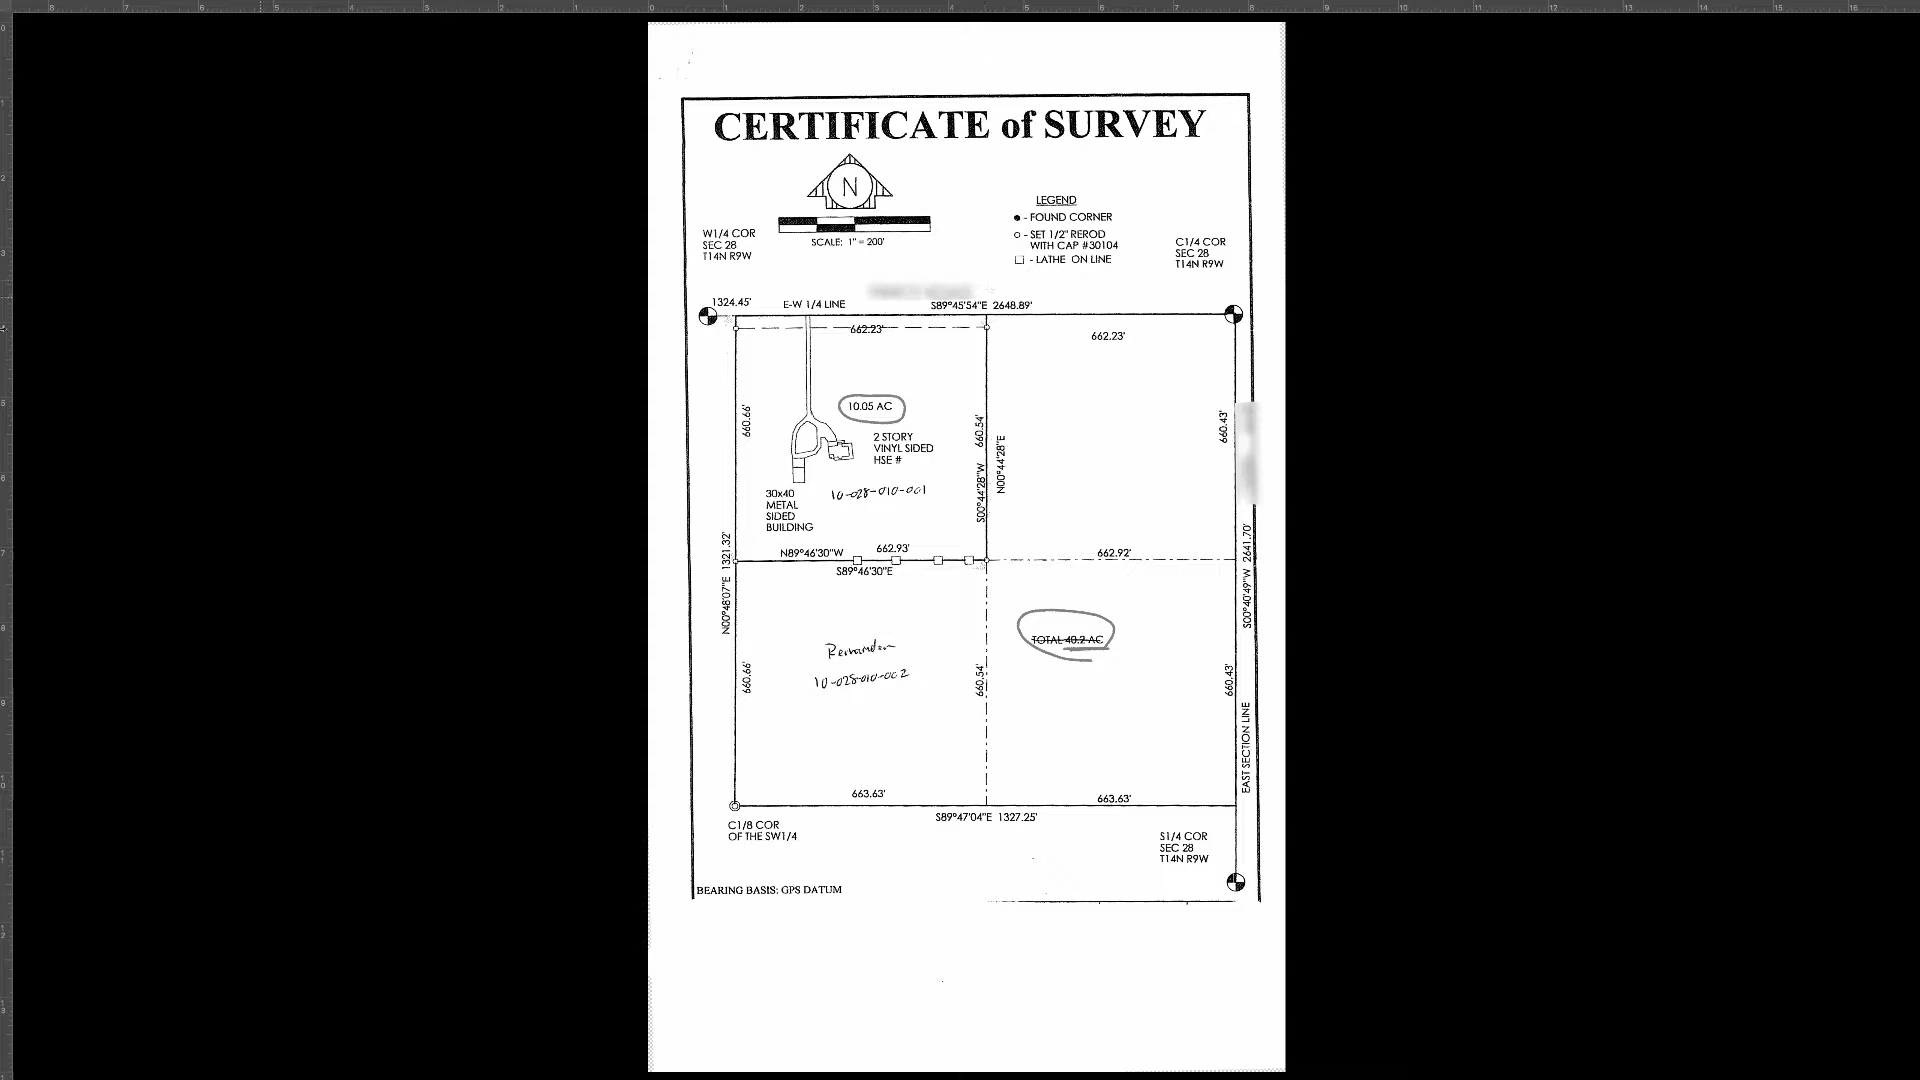 CERTIFICATE of SURVEY
N
SCALE: 1" = 200'
LEGEND
- FOUND CORNER
- SET 1/2" REROD
WITH CAP #30104
- LATHE ON LINE
W1/4 COR
SEC 28
T14N R9W
C1/4 COR
SEC 28
T14N R9W
1324.45'
E-W 1/4 LINE
S89°45'54"E 2648.89'
662.23'
662.23'
660.66'
10.05 AC
2 STORY
VINYL SIDED
HSE #
30x40
METAL
SIDED
BUILDING
10-028-010-001
S00°44'28"W 660.54'
N00°44'28"E
660.43'
N89°46'30"W
662.93'
S89°46'30"E
662.92'
N00°48'07"E 1321.32'
S00°40'49"W 2641.70'
TOTAL 40.2 AC
Remainder
10-028-010-002
660.66'
660.54'
660.43'
EAST SECTION LINE
663.63'
663.63'
S89°47'04"E 1327.25'
C1/8 COR
OF THE SW1/4
S1/4 COR
SEC 28
T14N R9W
BEARING BASIS: GPS DATUM